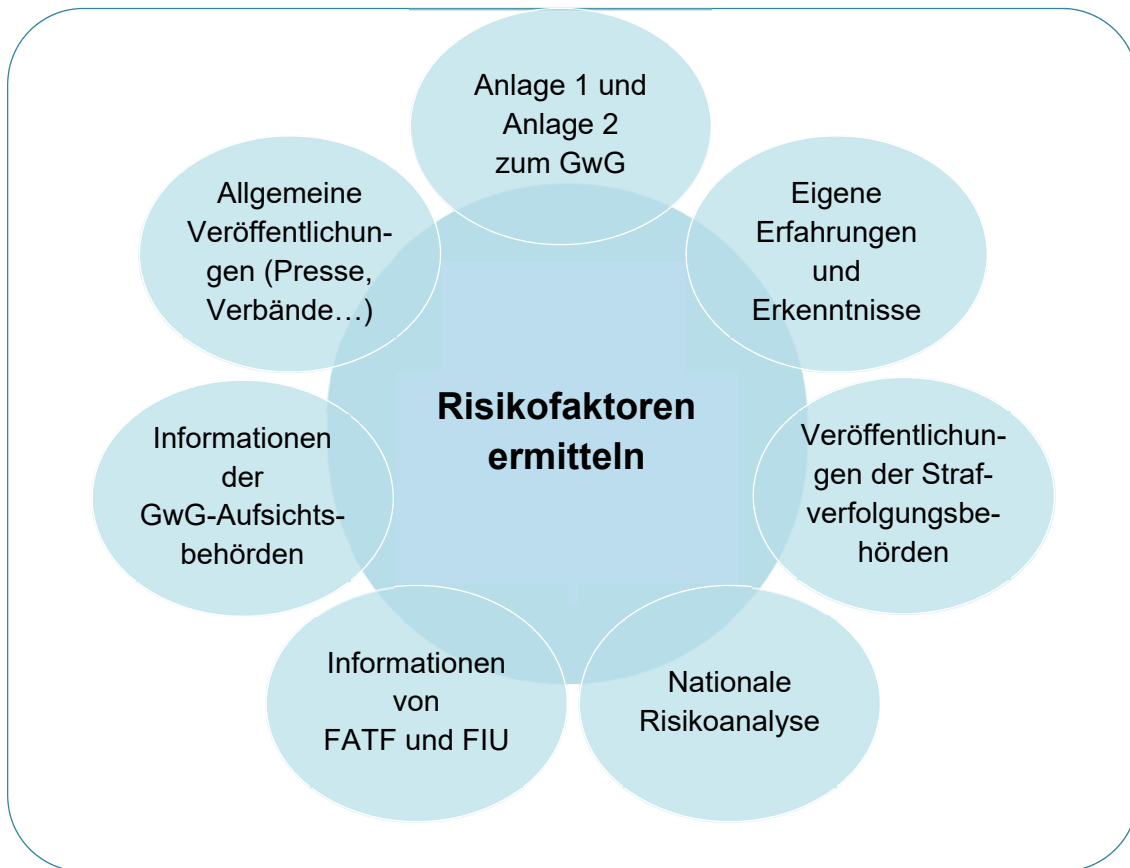 Anlage 1 und
Anlage 2
zum GwG
Eigene
Erfahrungen
und
Erkenntnisse
Veröffentlichun-
gen der Straf-
verfolgungsbe-
hörden
Nationale
Risikoanalyse
Informationen
von
FATF und FIU
Informationen
der
GwG-Aufsichts-
behörden
Allgemeine
Veröffentlichun-
gen (Presse,
Verbände…)
Risikofaktoren
ermitteln